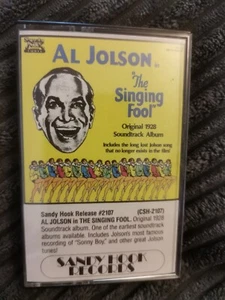 AL JOLSON in
"The
Singing
Fool"
Original 1928
Soundtrack Album
Includes the long lost Jolson song
that no longer exists in the film!
Sandy Hook Release #2107 (CSH-2107)
AL JOLSON in THE SINGING FOOL. Original 1928
Soundtrack album. One of the earliest soundtrack
albums available. Includes Jolson's most famous
recording of "Sonny Boy," and other great Jolson
tunes!
SANDY HOOK
RECORDS